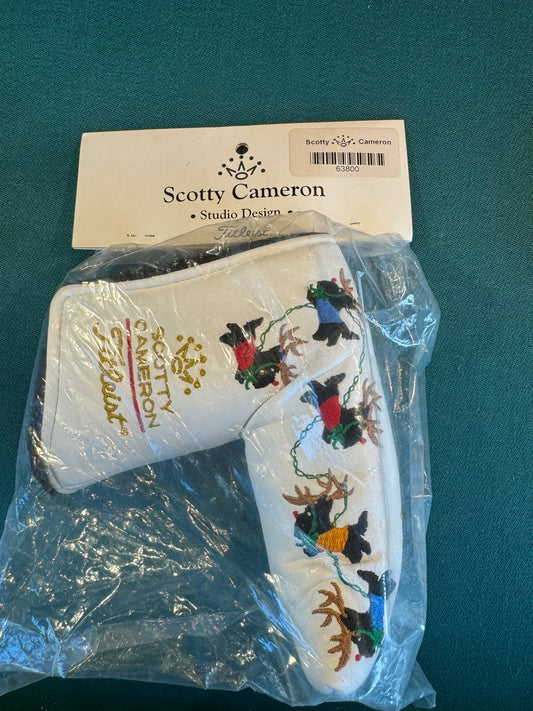 Scotty Cameron
63800
Scotty Cameron
• Studio Design •
Titleist
SCOTTY
CAMERON
Titleist®